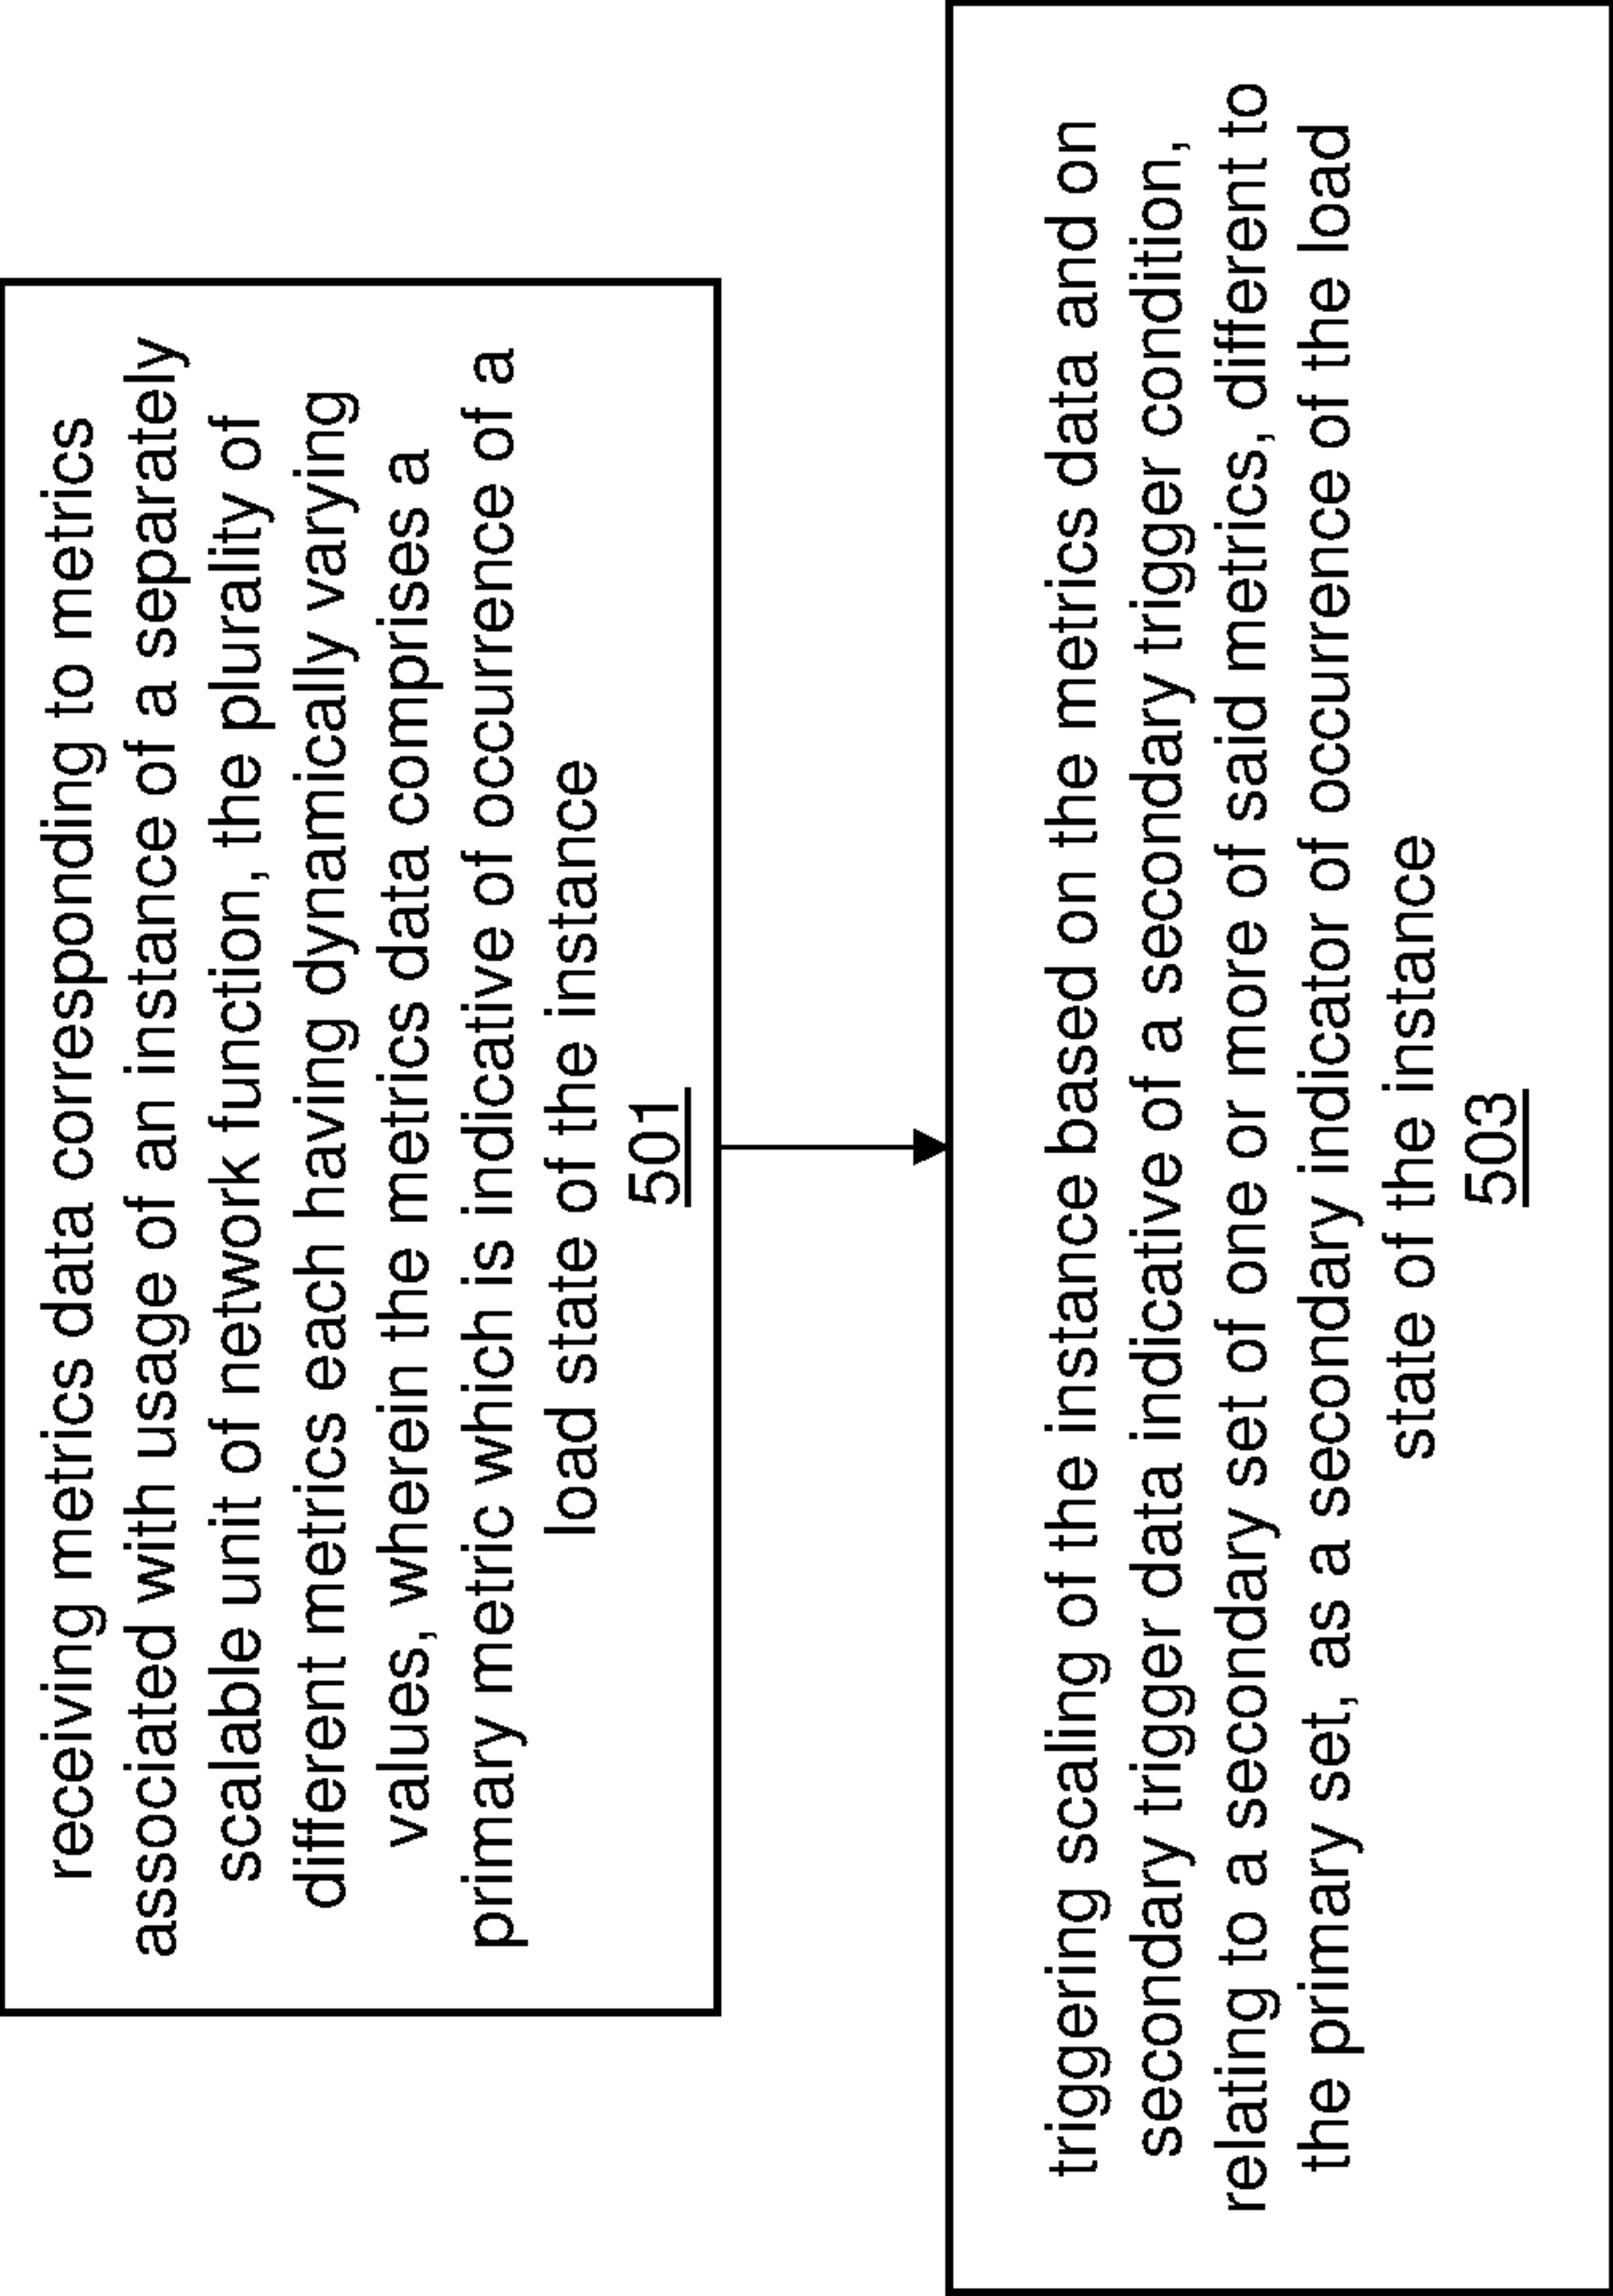 receiving metrics data corresponding to metrics
associated with usage of an instance of a separately
scalable unit of network function, the plurality of
different metrics each having dynamically varying
values, wherein the metrics data comprises a
primary metric which is indicative of occurrence of a
load state of the instance
501
triggering scaling of the instance based on the metrics data and on
secondary trigger data indicative of a secondary trigger condition,
relating to a secondary set of one or more of said metrics, different to
the primary set, as a secondary indicator of occurrence of the load
state of the instance
503